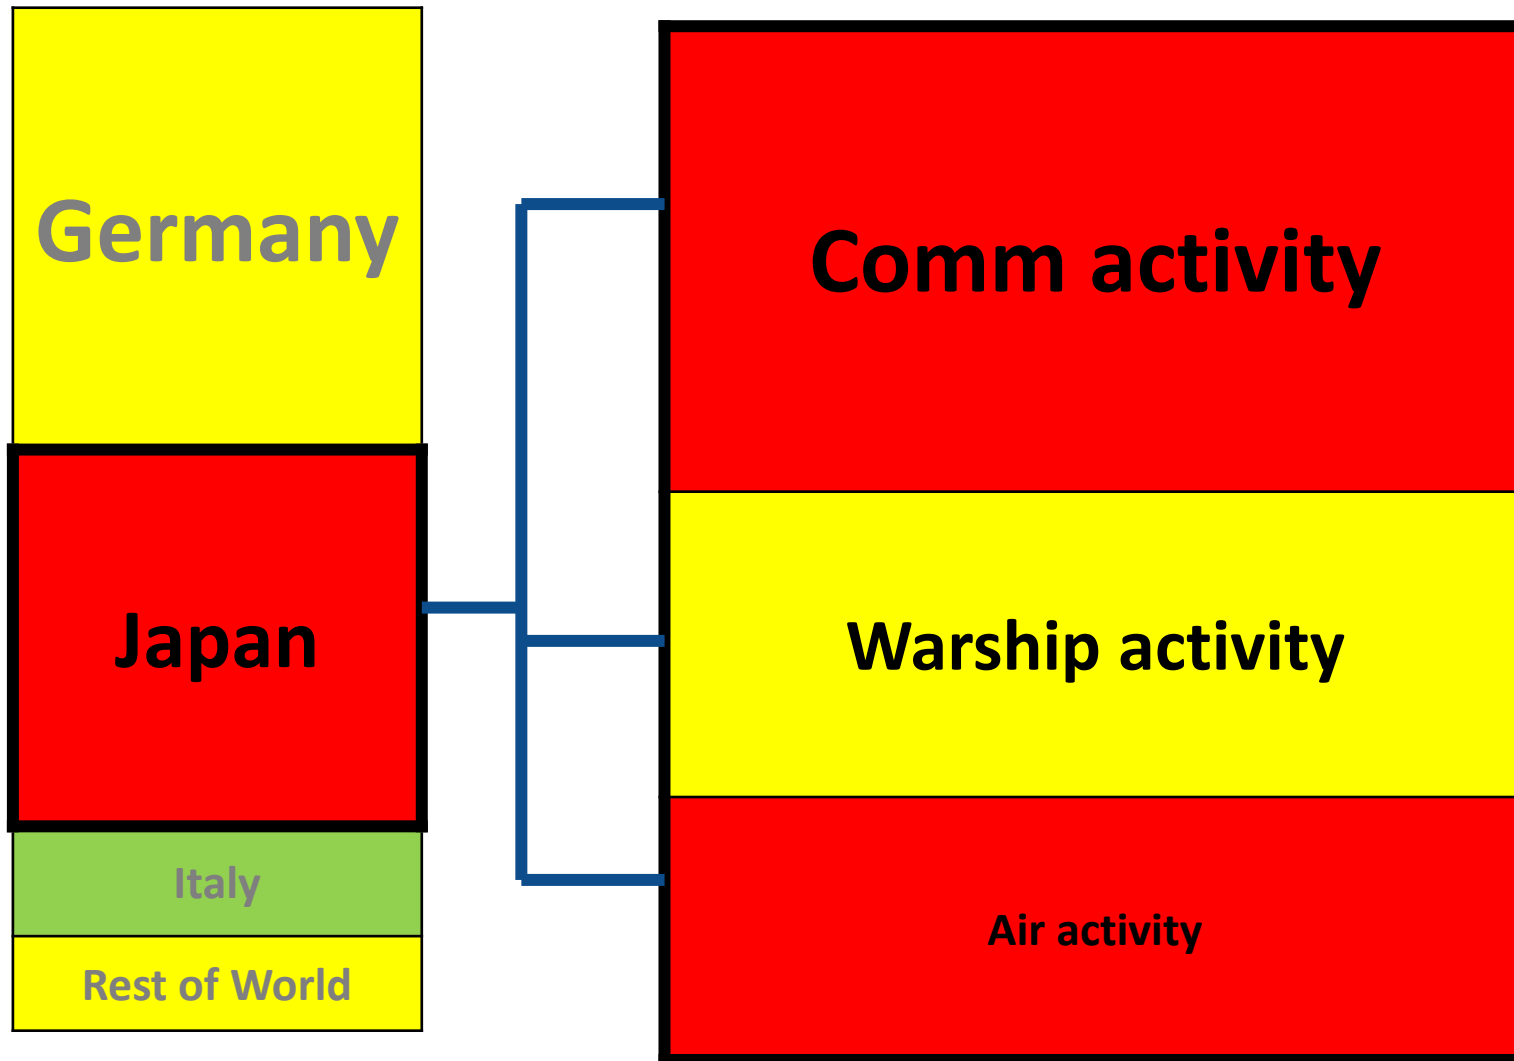 Germany
Japan
Italy
Rest of World
Comm activity
Warship activity
Air activity